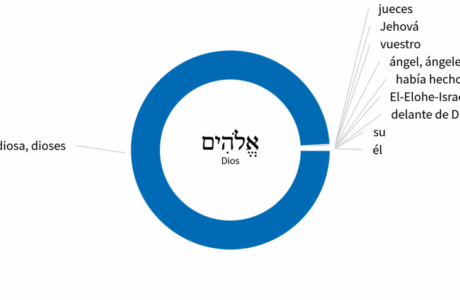 jueces
Jehová
vuestro
ángel, ángele
había hecho
El-Elohe-Israe
delante de D
su
él
diosa, dioses
אֱלֹהִים
Dios